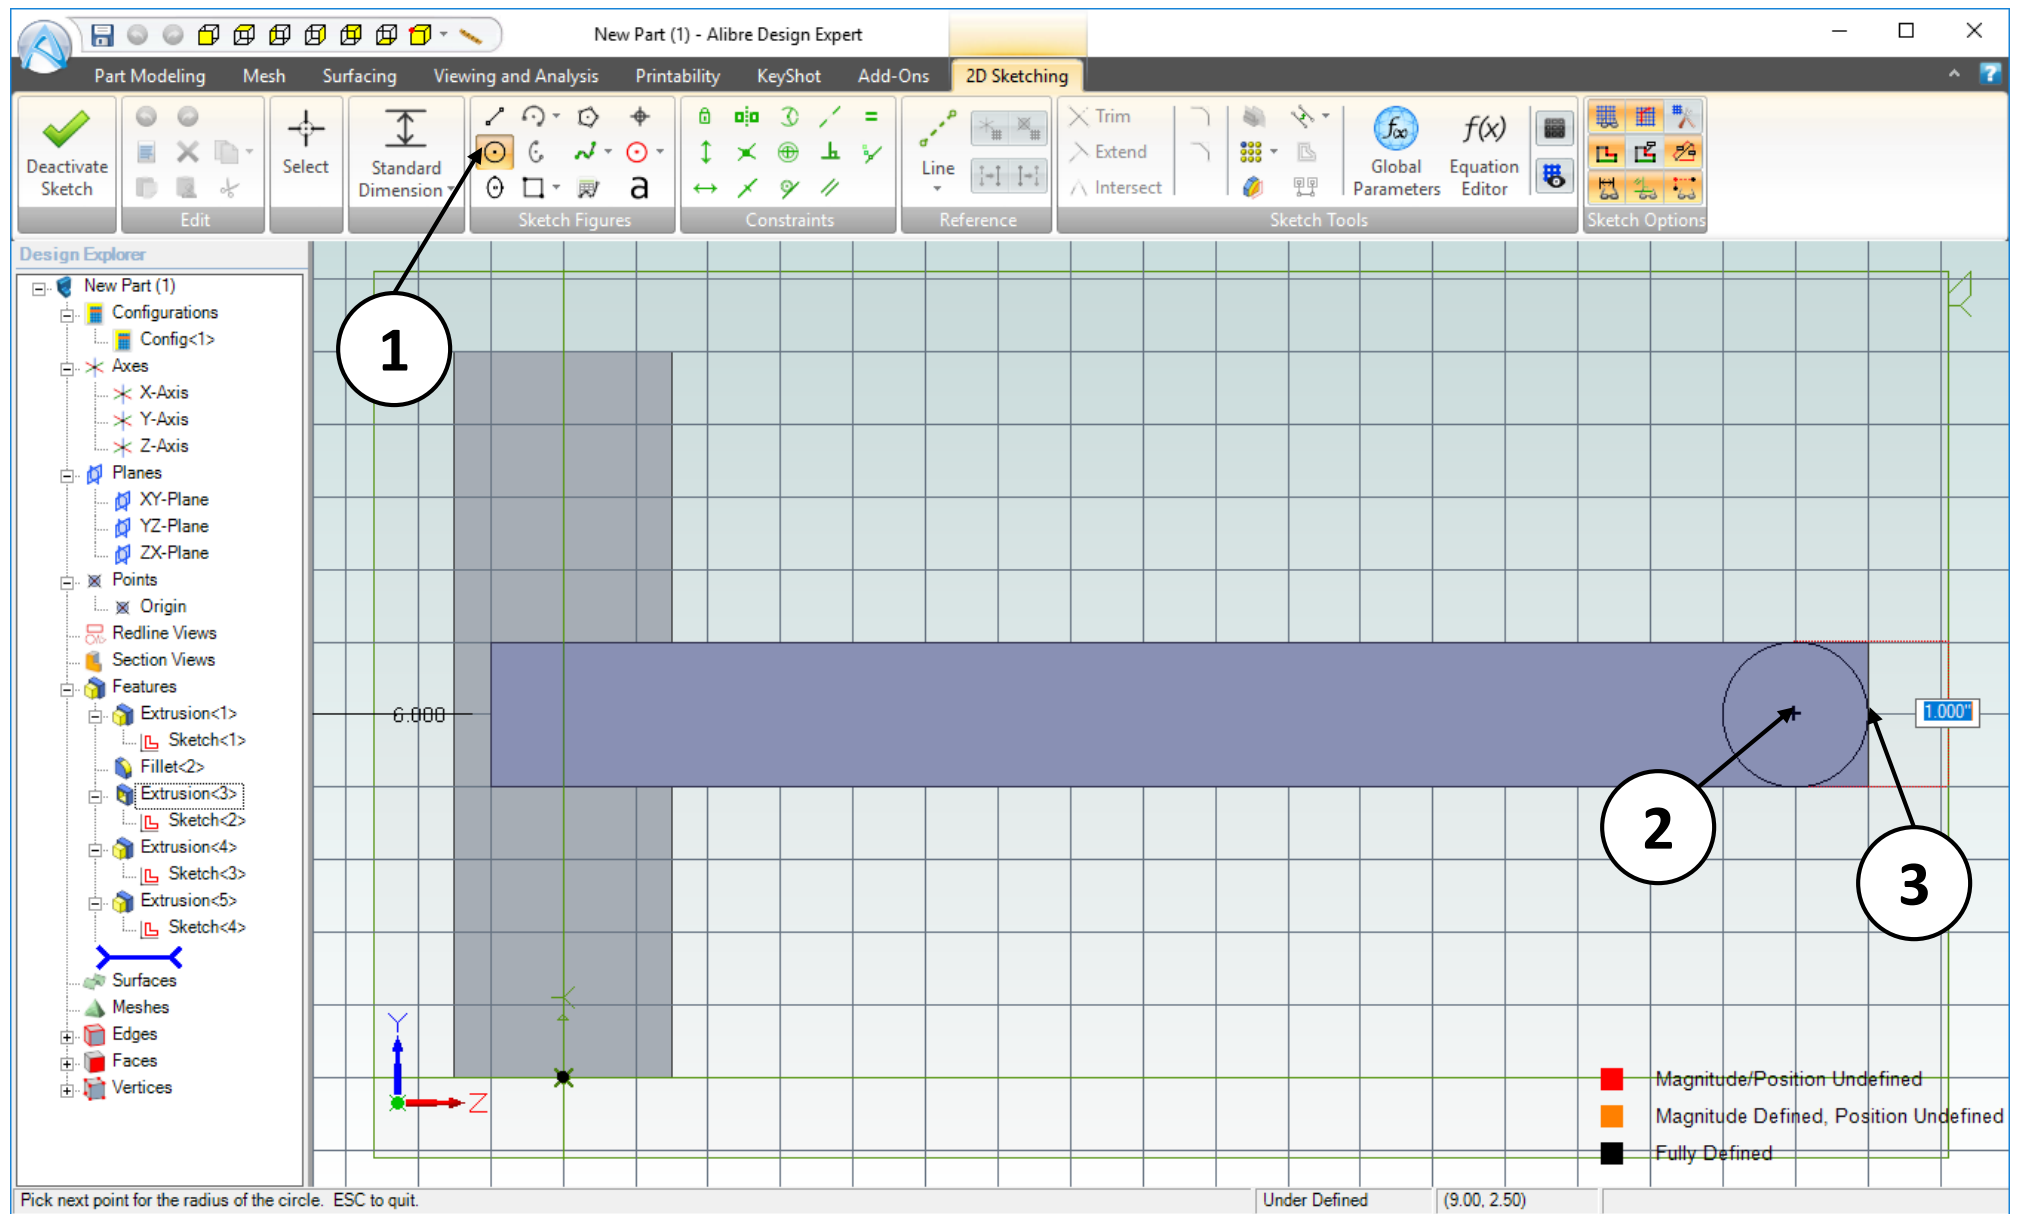 New Part (1) - Alibre Design Expert
Part Modeling Mesh Surfacing Viewing and Analysis Printability KeyShot Add-Ons 2D Sketching
Deactivate Sketch
Edit
Select
Standard Dimension
a
Sketch Figures
Constraints
Line
Reference
Trim
Extend
Intersect
Global Parameters
f(x)
Equation Editor
Sketch Tools
Sketch Options
Design Explorer
New Part (1)
Configurations
Config<1>
Axes
X-Axis
Y-Axis
Z-Axis
Planes
XY-Plane
YZ-Plane
ZX-Plane
Points
Origin
Redline Views
Section Views
Features
Extrusion<1>
Sketch<1>
Fillet<2>
Extrusion<3>
Sketch<2>
Extrusion<4>
Sketch<3>
Extrusion<5>
Sketch<4>
Surfaces
Meshes
Edges
Faces
Vertices
1
6.000
1.000"
2
3
Y
Z
Magnitude/Position Undefined
Magnitude Defined, Position Undefined
Fully Defined
Pick next point for the radius of the circle. ESC to quit.
Under Defined
(9.00, 2.50)